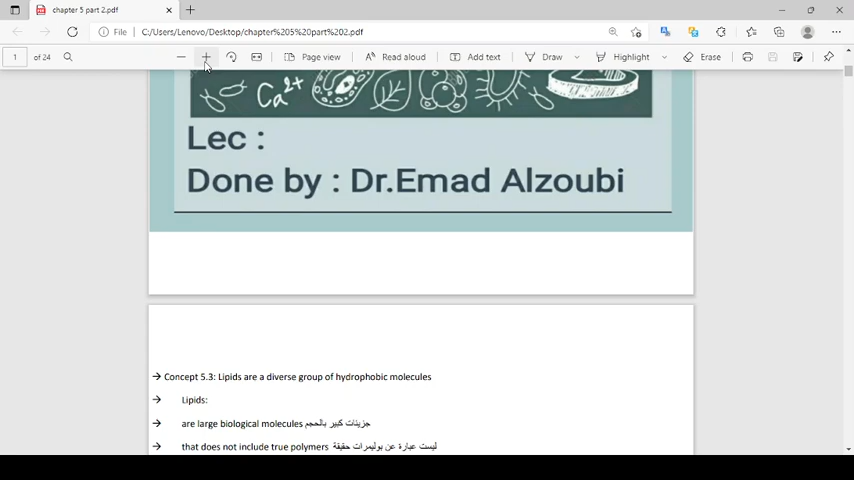 chapter 5 part 2.pdf
File C:/Users/Lenovo/Desktop/chapter%205%20part%202.pdf
1 of 24 Page view Read aloud Add text Draw Highlight Erase
Ca²⁺
Lec :
Done by : Dr.Emad Alzoubi
→ Concept 5.3: Lipids are a diverse group of hydrophobic molecules
→ Lipids:
→ are large biological molecules جزيئات كبير بالحجم
→ that does not include true polymers ليست عبارة عن بوليمرات حقيقة